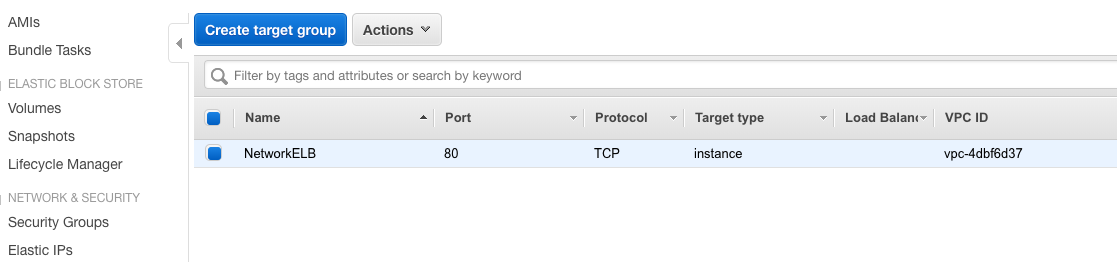 AMIs
Bundle Tasks
ELASTIC BLOCK STORE
Volumes
Snapshots
Lifecycle Manager
NETWORK & SECURITY
Security Groups
Elastic IPs
Create target group Actions
Filter by tags and attributes or search by keyword
Name Port Protocol Target type Load Balanc VPC ID
NetworkELB 80 TCP instance vpc-4dbf6d37